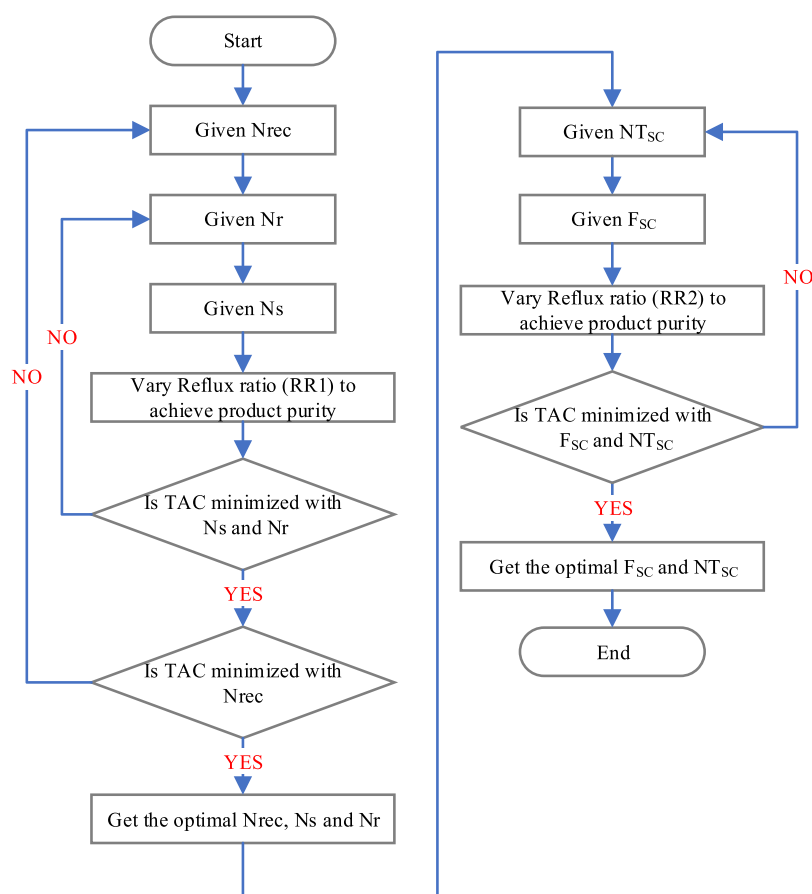 Start
Given Nrec
Given Nr
Given Ns
NO
NO
Vary Reflux ratio (RR1) to
achieve product purity
Is TAC minimized with
Ns and Nr
YES
Is TAC minimized with
Nrec
YES
Get the optimal Nrec, Ns and Nr
Given NTSC
Given FSC
NO
Vary Reflux ratio (RR2) to
achieve product purity
Is TAC minimized with
FSC and NTSC
YES
Get the optimal FSC and NTSC
End